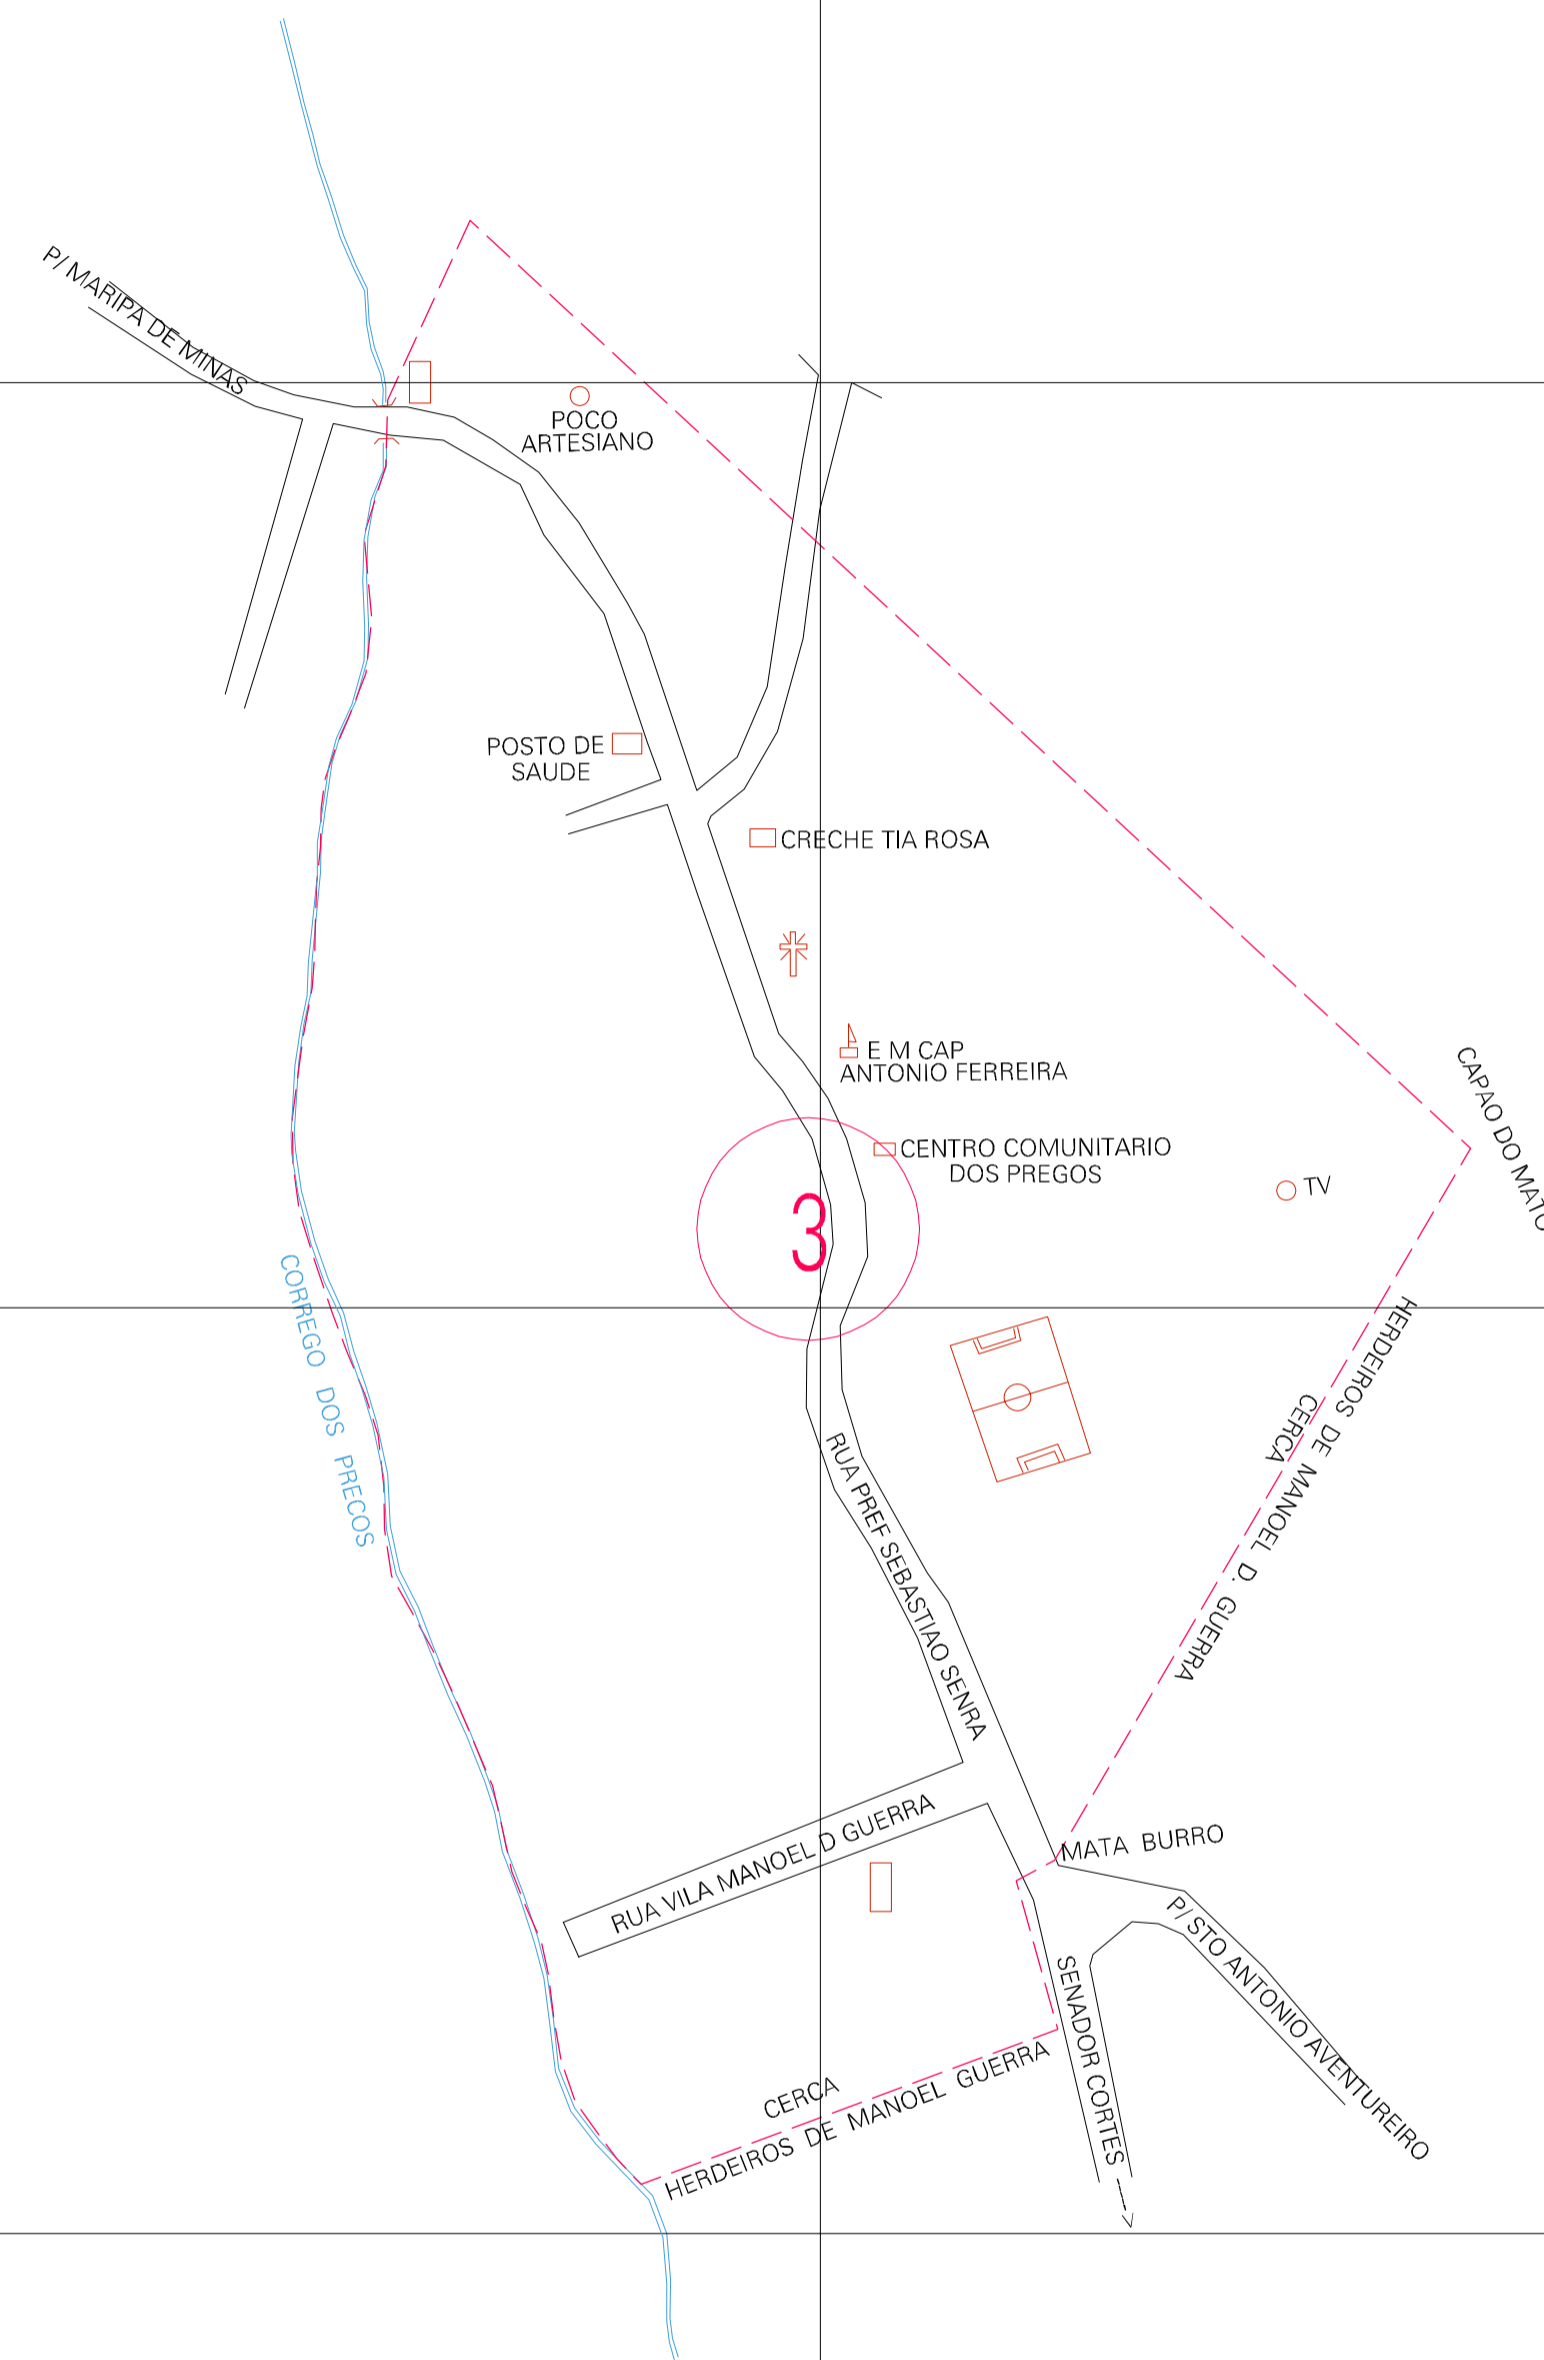 P/ MARIPA DE MINAS
POCO
ARTESIANO
POSTO DE
SAUDE
CRECHE TIA ROSA
E M CAP
ANTONIO FERREIRA
CENTRO COMUNITARIO
DOS PREGOS
TV
CAPAO DO MATO
3
CORREGO DOS PRECOS
HERDEIROS DE MANOEL D. GUERRA
CERCA
RUA PREF SEBASTIAO SENRA
RUA VILA MANOEL D GUERRA
MATA BURRO
P/ STO ANTONIO AVENTUREIRO
SENADOR CORTES
CERCA
HERDEIROS DE MANOEL GUERRA